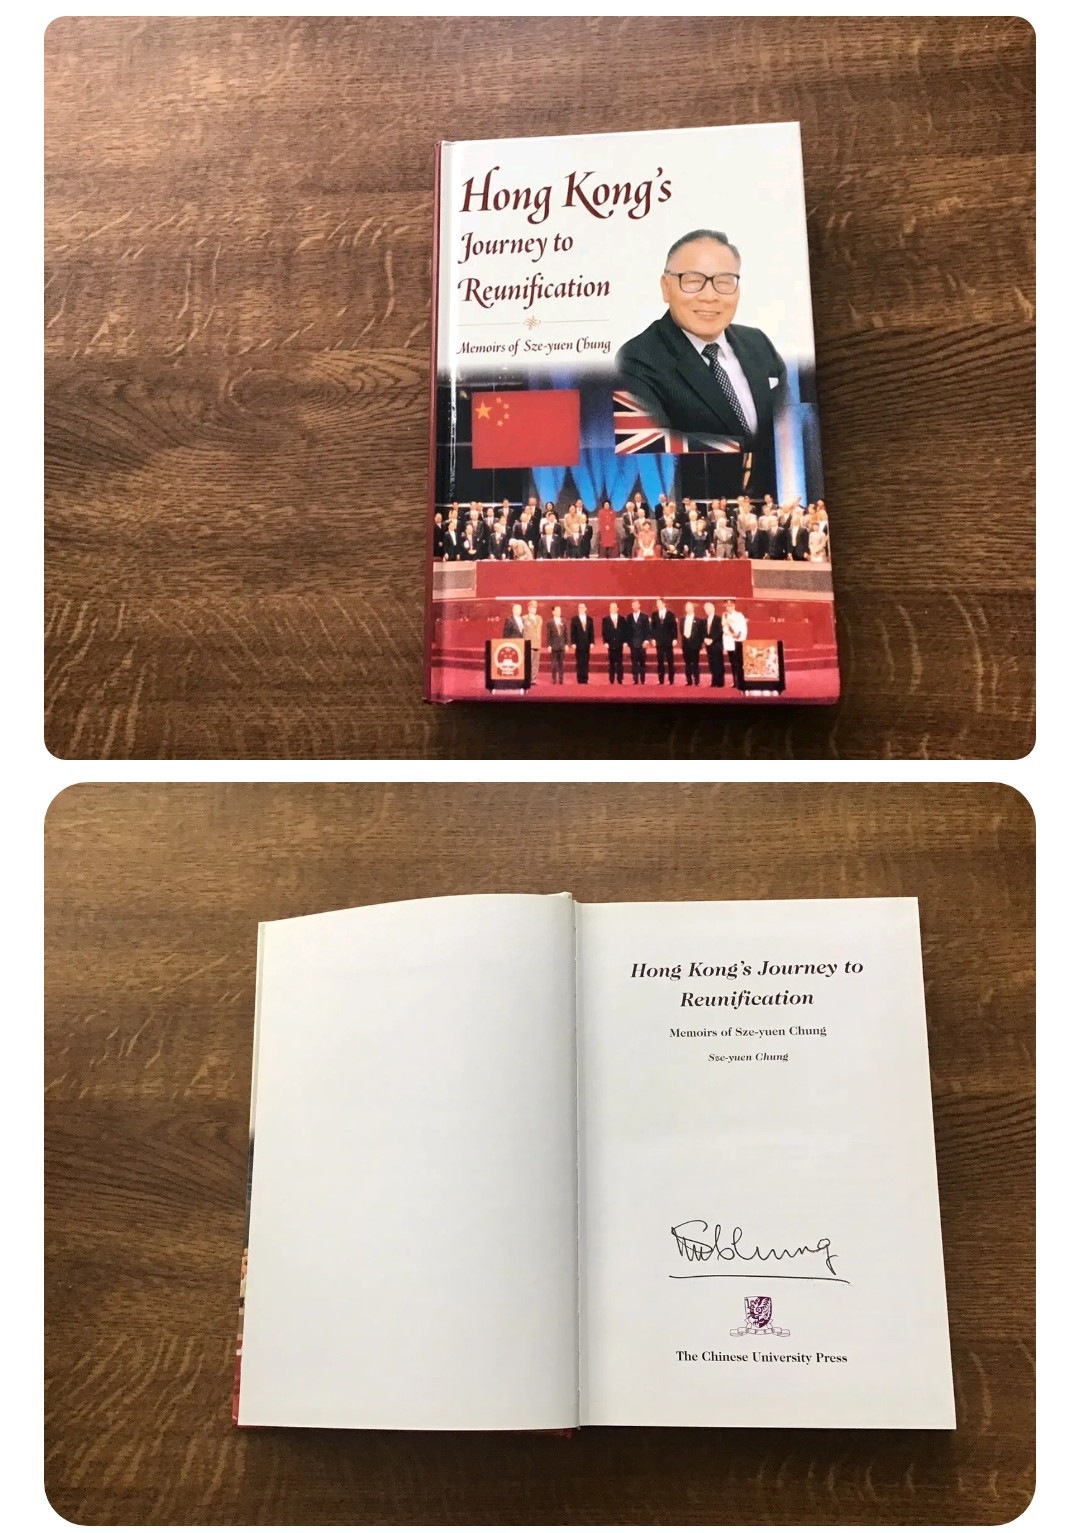 Hong Kong's
Journey to
Reunification
Memoirs of Sze-yuen Chung
Hong Kong's Journey to
Reunification
Memoirs of Sze-yuen Chung
Sze-yuen Chung
The Chinese University Press